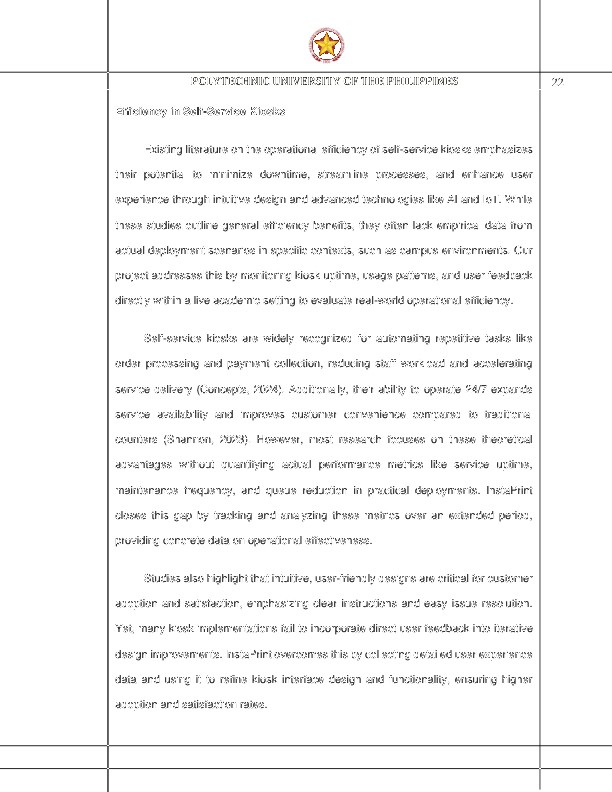 POLYTECHNIC UNIVERSITY OF THE PHILIPPINES
22
Efficiency in Self-Service Kiosks
Existing literature on the operational efficiency of self-service kiosks emphasizes
their potential to minimize downtime, streamline processes, and enhance user
experience through intuitive design and advanced technologies like AI and IoT. While
these studies outline general efficiency benefits, they often lack empirical data from
actual deployment scenarios in specific contexts, such as campus environments. Our
project addresses this by monitoring kiosk uptime, usage patterns, and user feedback
directly within a live academic setting to evaluate real-world operational efficiency.
Self-service kiosks are widely recognized for automating repetitive tasks like
order processing and payment collection, reducing staff workload and accelerating
service delivery (Concepts, 2024). Additionally, their ability to operate 24/7 expands
service availability and improves customer convenience compared to traditional
counters (Shannon, 2023). However, most research focuses on these theoretical
advantages without quantifying actual performance metrics like service uptime,
maintenance frequency, and queue reduction in practical deployments. InstaPrint
closes this gap by tracking and analyzing these metrics over an extended period,
providing concrete data on operational effectiveness.
Studies also highlight that intuitive, user-friendly designs are critical for customer
adoption and satisfaction, emphasizing clear instructions and easy issue resolution.
Yet, many kiosk implementations fail to incorporate direct user feedback into iterative
design improvements. InstaPrint overcomes this by collecting detailed user experience
data and using it to refine kiosk interface design and functionality, ensuring higher
adoption and satisfaction rates.